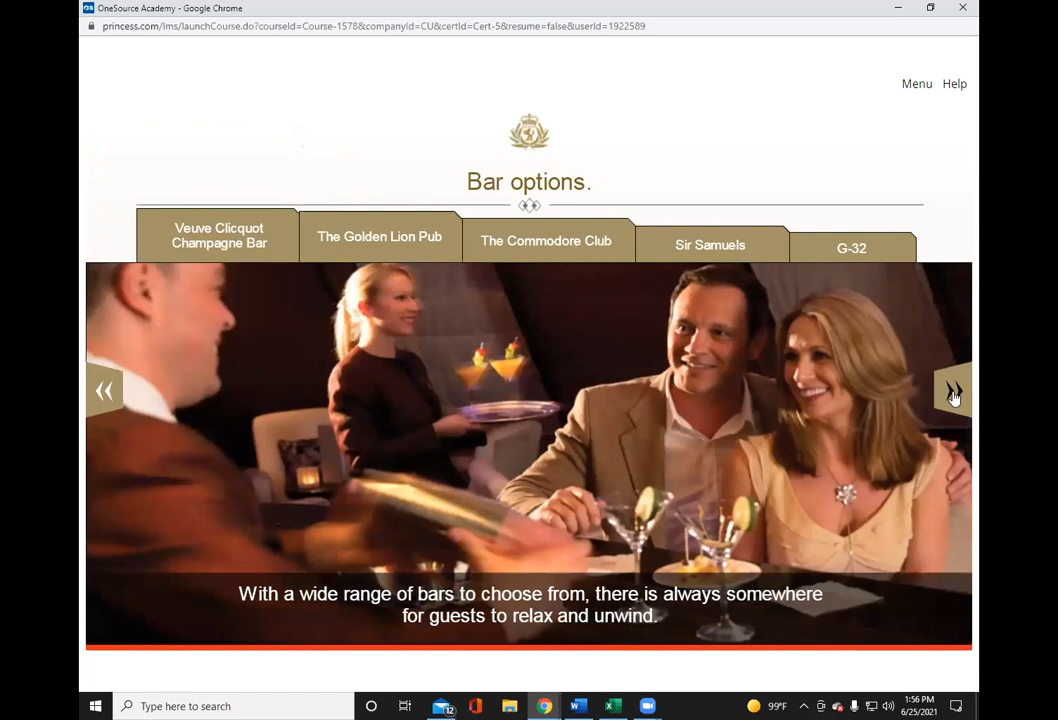 OneSource Academy - Google Chrome
princess.com/lms/launchCourse.do?courseId=Course-1578&companyId=CU&certId=Cert-5&resume=false&userId=1922589
Menu Help
Bar options.
Veuve Clicquot
Champagne Bar
The Golden Lion Pub
The Commodore Club
Sir Samuels
G-32
With a wide range of bars to choose from, there is always somewhere
for guests to relax and unwind.
Type here to search
12
99°F
1:56 PM
6/25/2021